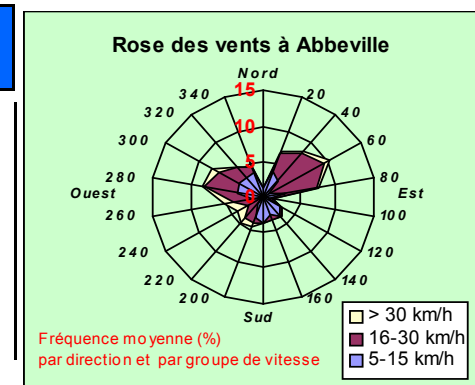 Rose des vents à Abbeville
Nord
20
40
60
80
Est
100
120
140
160
Sud
200
220
240
260
Ouest
280
300
320
340
15
10
5
0
Fréquence moyenne (%)
par direction et par groupe de vitesse
> 30 km/h
16-30 km/h
5-15 km/h